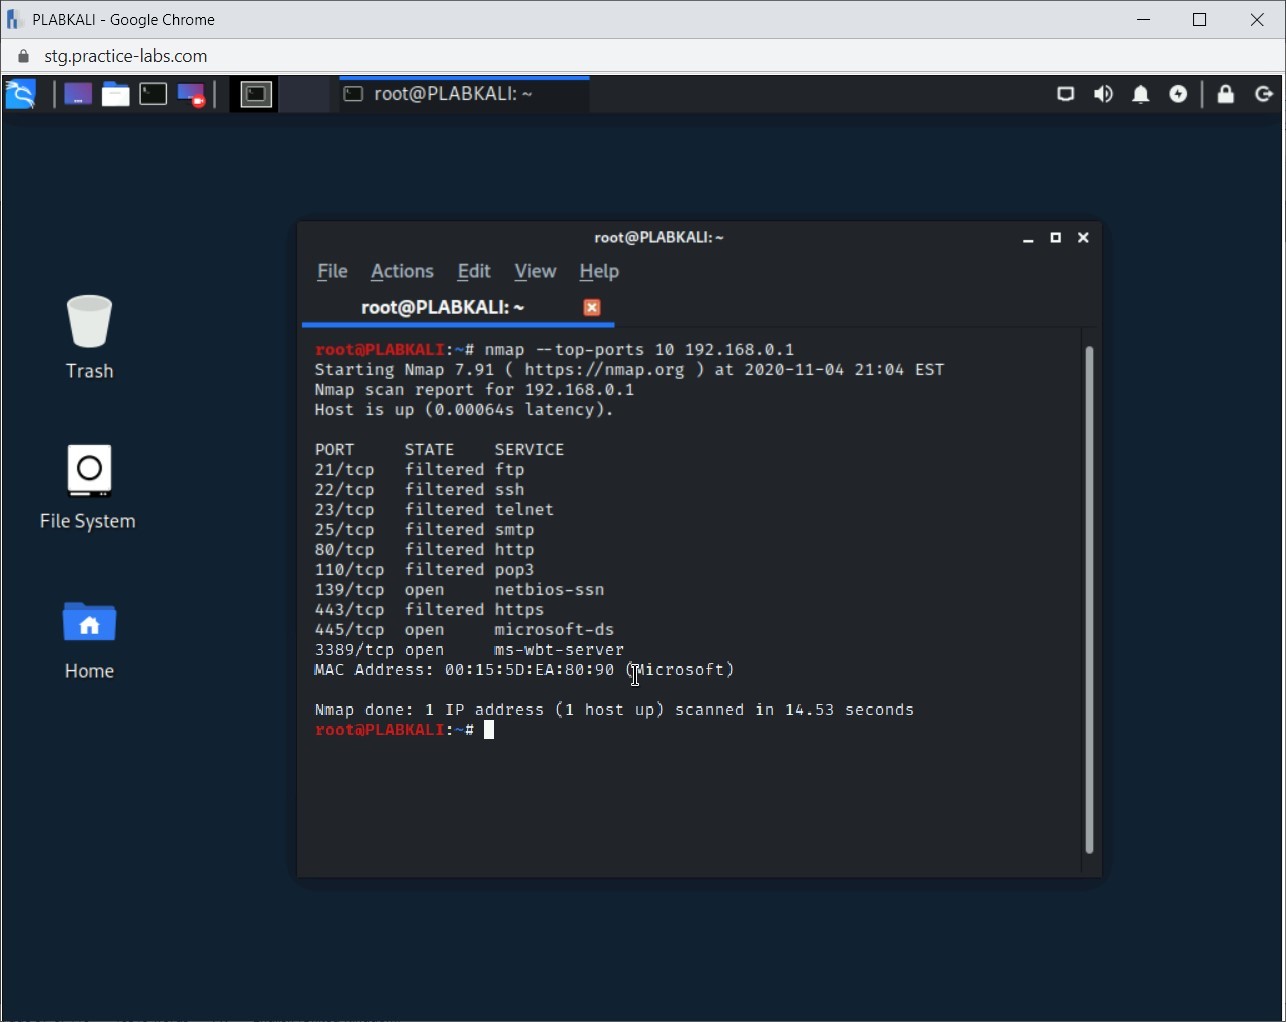 PLABKALI - Google Chrome
stg.practice-labs.com
root@PLABKALI: ~
root@PLABKALI:~
File Actions Edit View Help
root@PLABKALI: ~
Trash
File System
Home
root@PLABKALI:~# nmap --top-ports 10 192.168.0.1
Starting Nmap 7.91 ( https://nmap.org ) at 2020-11-04 21:04 EST
Nmap scan report for 192.168.0.1
Host is up (0.00064s latency).
PORT STATE SERVICE
21/tcp filtered ftp
22/tcp filtered ssh
23/tcp filtered telnet
25/tcp filtered smtp
80/tcp filtered http
110/tcp filtered pop3
139/tcp open netbios-ssn
443/tcp filtered https
445/tcp open microsoft-ds
3389/tcp open ms-wbt-server
MAC Address: 00:15:5D:EA:80:90 (Microsoft)
Nmap done: 1 IP address (1 host up) scanned in 14.53 seconds
root@PLABKALI:~#